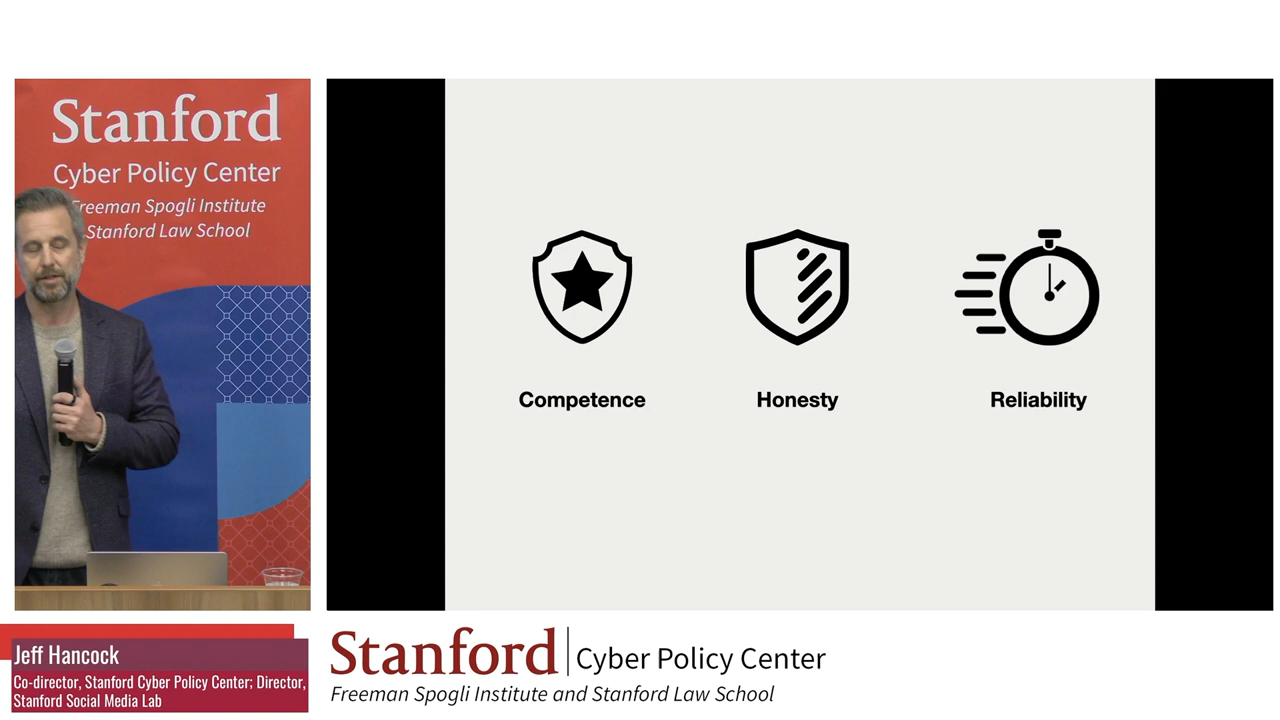 Stanford
Cyber Policy Center
Freeman Spogli Institute
Stanford Law School
Competence
Honesty
Reliability
Jeff Hancock
Co-director, Stanford Cyber Policy Center; Director,
Stanford Social Media Lab
Stanford Cyber Policy Center
Freeman Spogli Institute and Stanford Law School